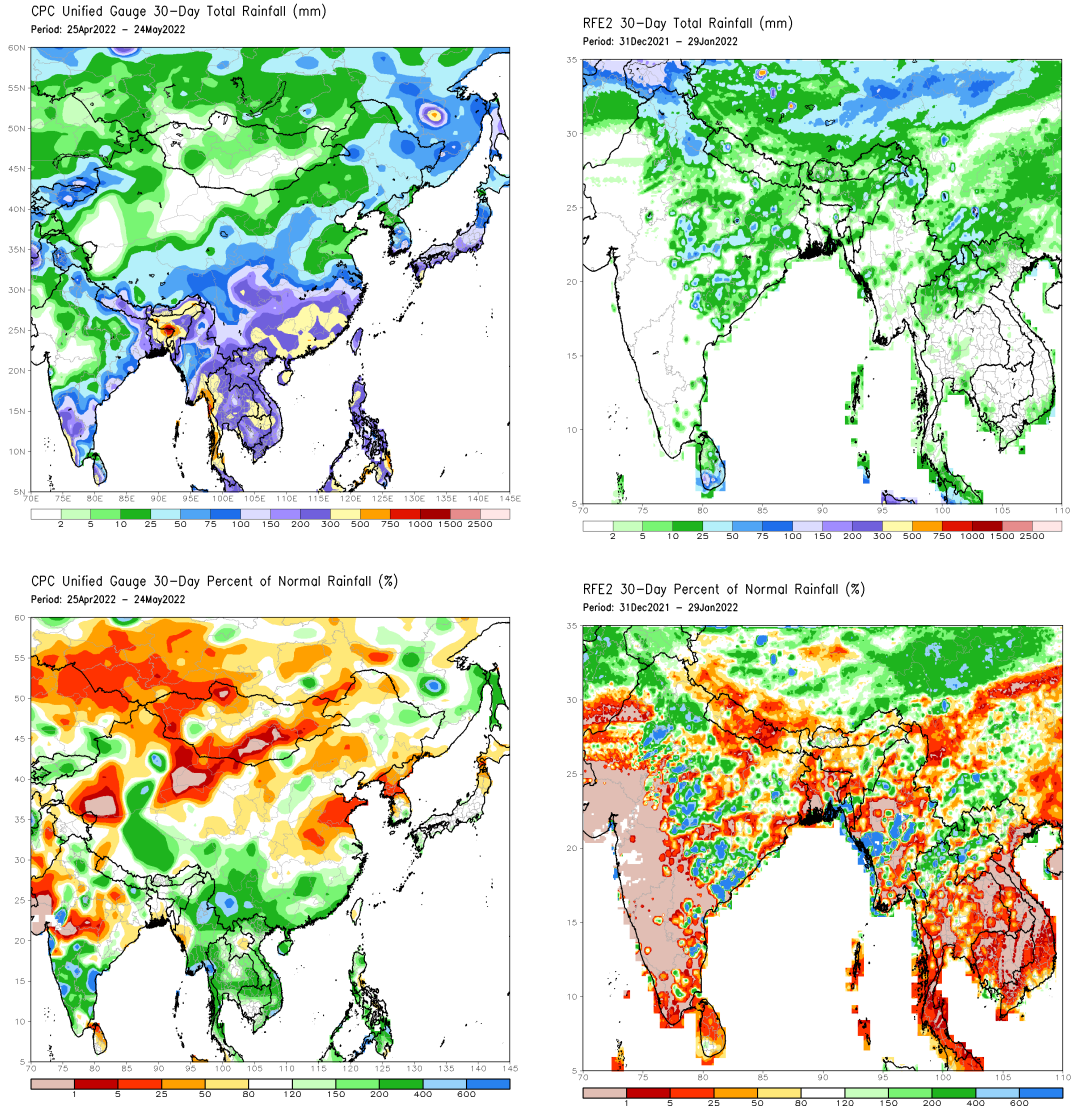 CPC Unified Gauge 30-Day Total Rainfall (mm)
Period: 25Apr2022 - 24May2022
60N
55N
50N
45N
40N
35N
30N
25N
20N
15N
10N
5N
70E 75E 80E 85E 90E 95E 100E 105E 110E 115E 120E 125E 130E 135E 140E 145E
2 5 10 25 50 75 100 150 200 300 500 750 1000 1500 2500
RFE2 30-Day Total Rainfall (mm)
Period: 31Dec2021 - 29Jan2022
35
30
25
20
15
10
5
70 75 80 85 90 95 100 105 110
2 5 10 25 50 75 100 150 200 300 500 750 1000 1500 2500
CPC Unified Gauge 30-Day Percent of Normal Rainfall (%)
Period: 25Apr2022 - 24May2022
60
55
50
45
40
35
30
25
20
15
10
5
70 75 80 85 90 95 100 105 110 115 120 125 130 135 140 145
1 5 25 50 80 120 150 200 400 600
RFE2 30-Day Percent of Normal Rainfall (%)
Period: 31Dec2021 - 29Jan2022
35
30
25
20
15
10
5
70 75 80 85 90 95 100 105 110
1 5 25 50 80 120 150 200 400 600